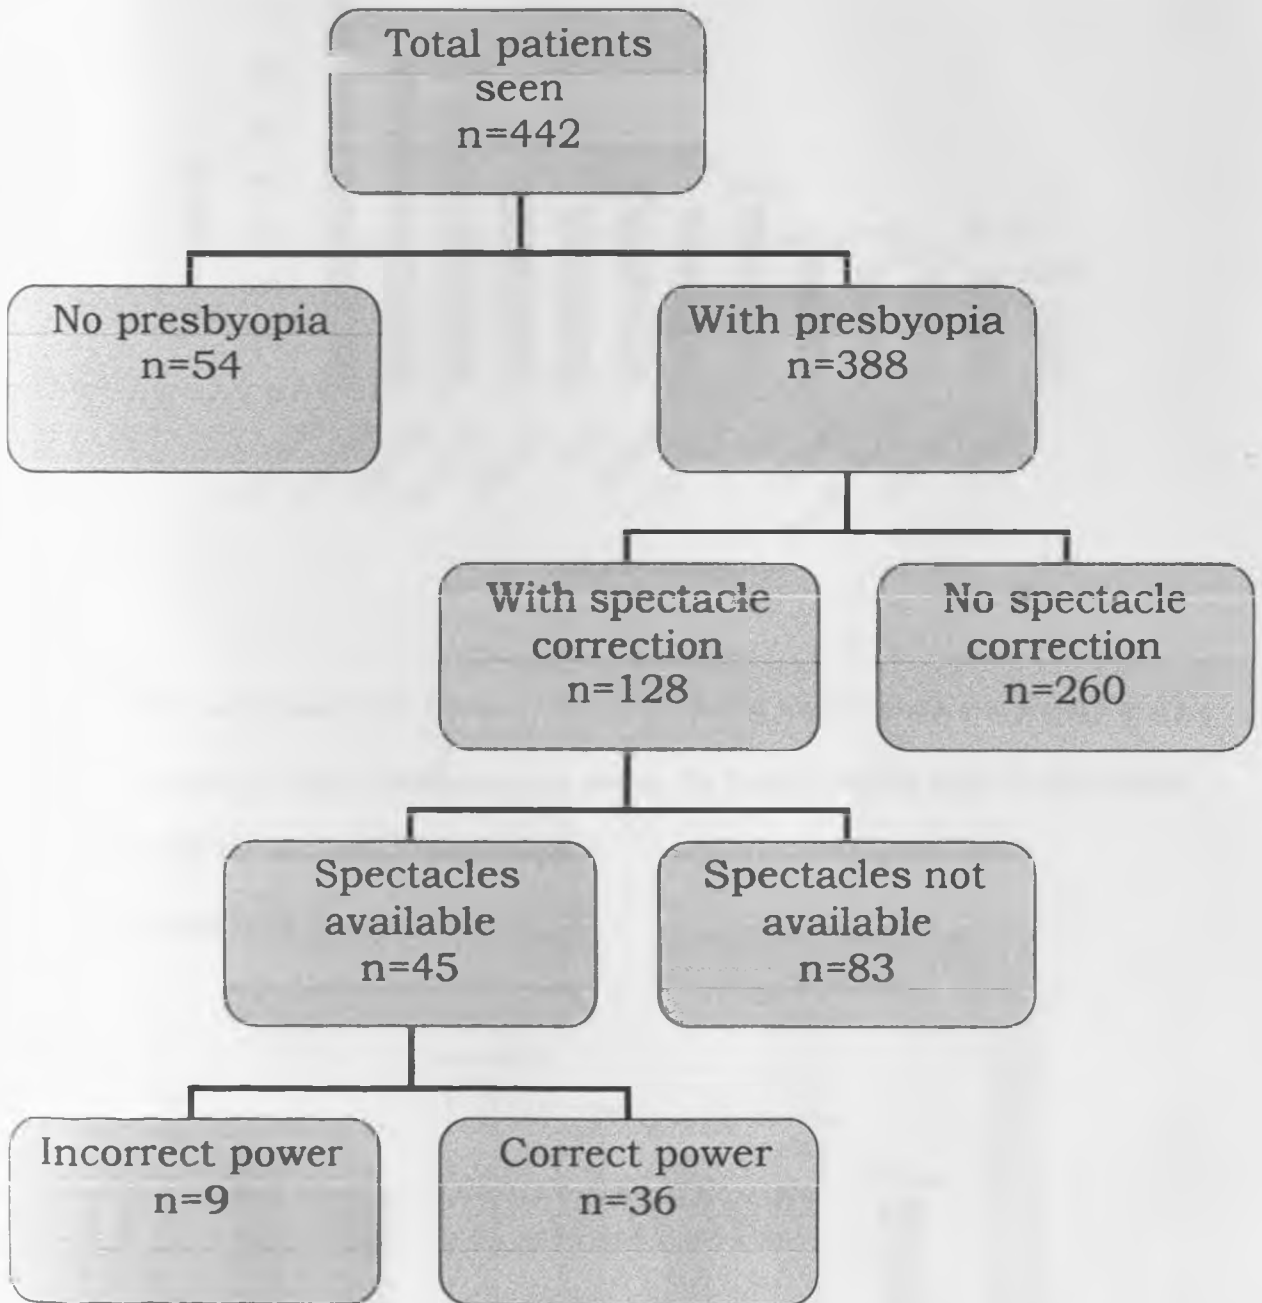 Total patients
seen
n=442
No presbyopia
n=54
With presbyopia
n=388
With spectacle
correction
n=128
No spectacle
correction
n=260
Spectacles
available
n=45
Spectacles not
available
n=83
Incorrect power
n=9
Correct power
n=36